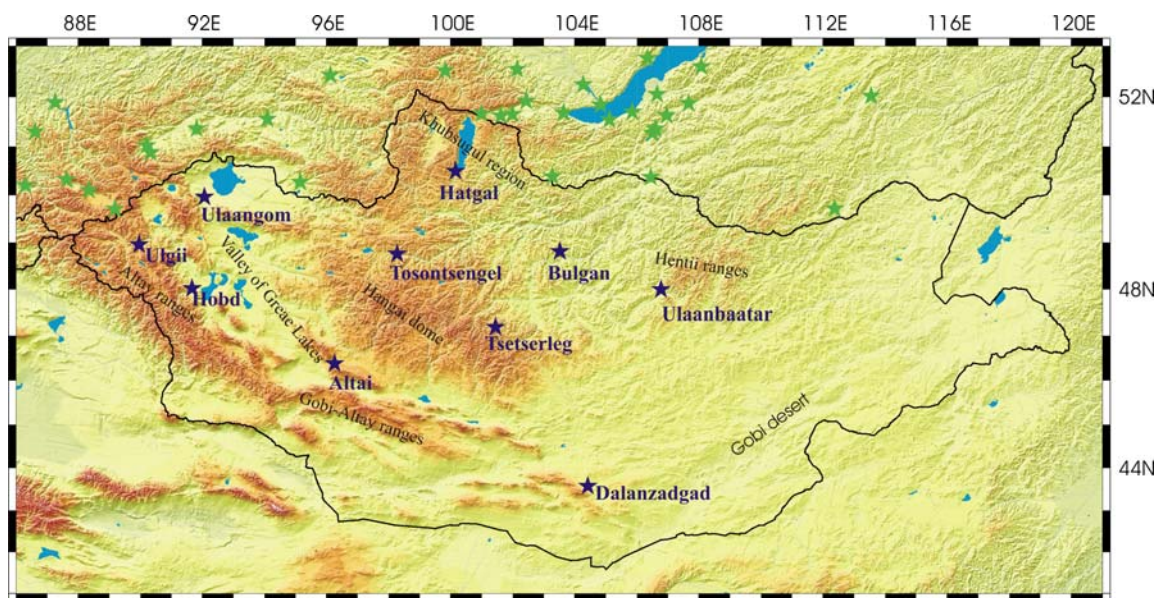 88E 92E 96E 100E 104E 108E 112E 116E 120E
52N
Khubsugul region
Hatgal
Ulaangom
Ulgii
Valley of Greae Lakes
Tosontsengel
Bulgan
Hentii ranges
Altay ranges
Hobd
48N
Hangai dome
Ulaanbaatar
Tsetserleg
Altai
Gobi-Altay ranges
Gobi desert
44N
Dalanzadgad